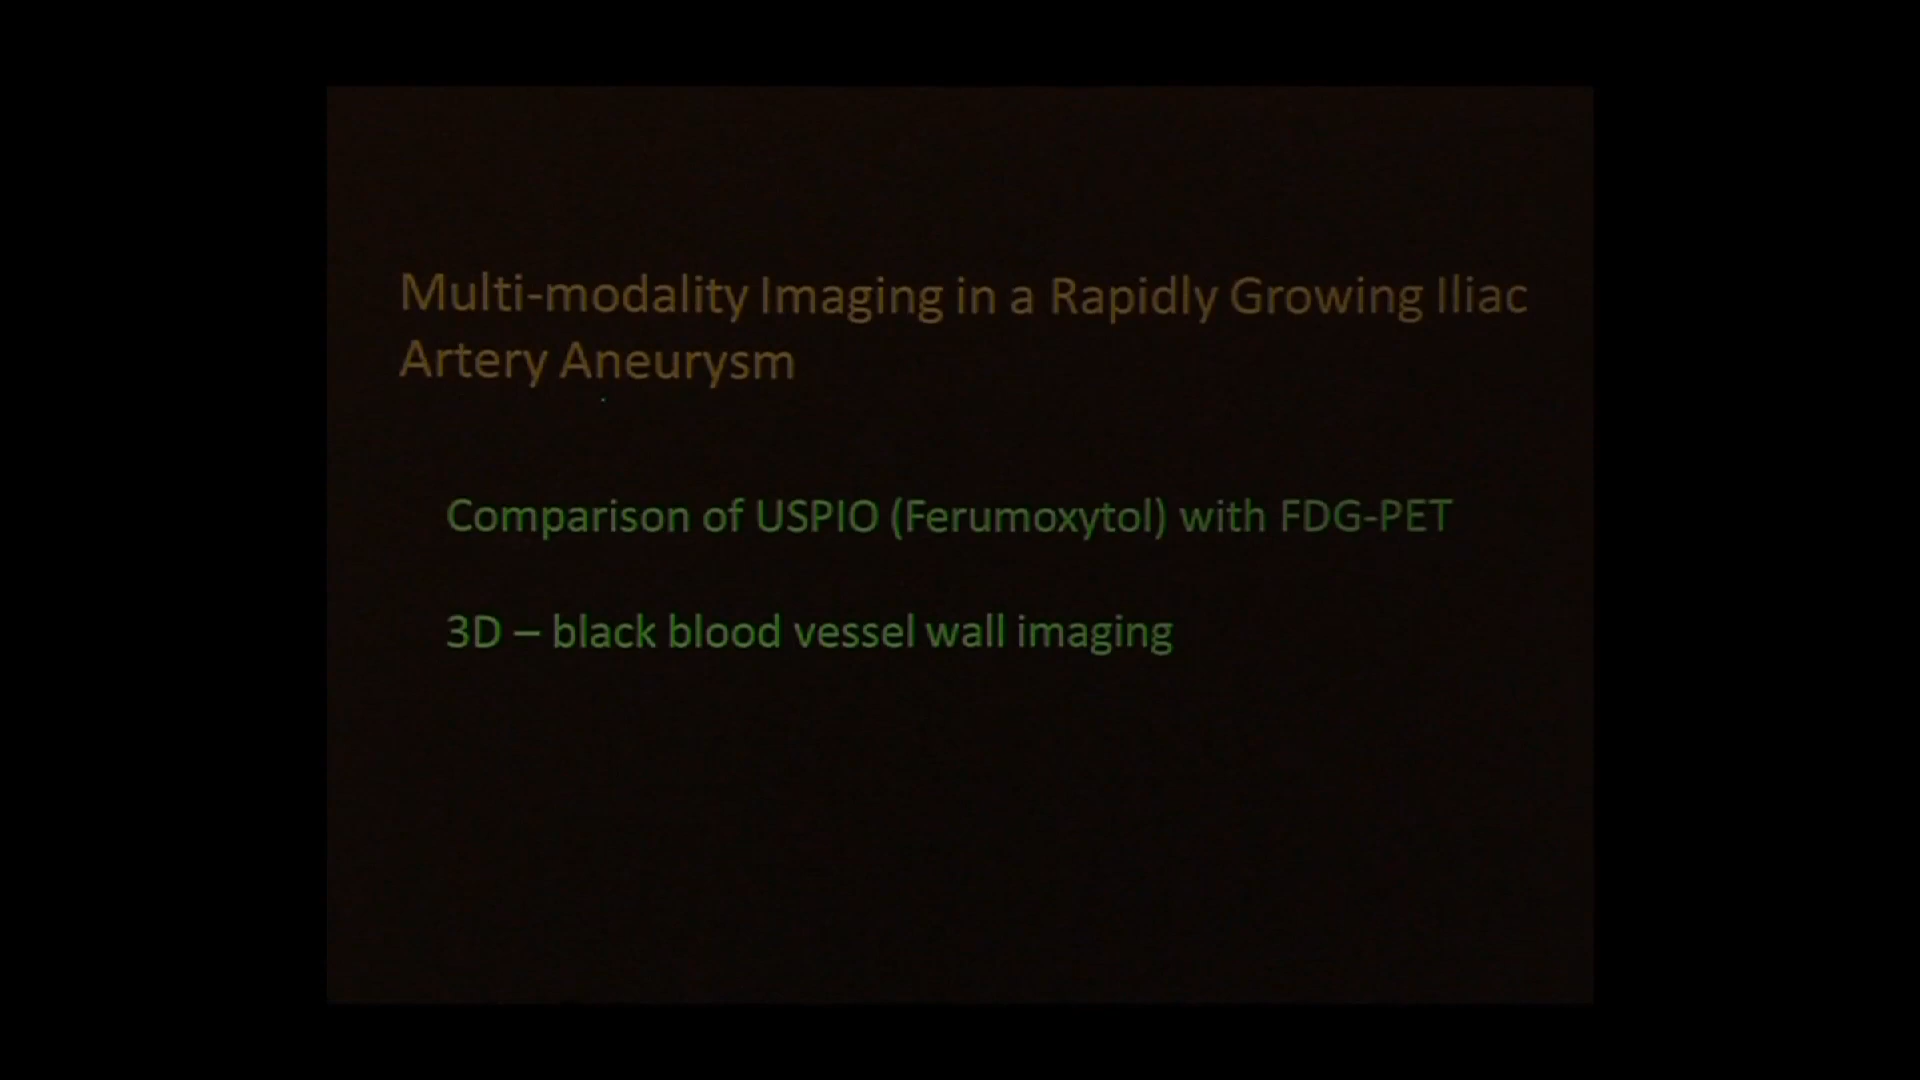 Multi-modality Imaging in a Rapidly Growing Iliac
Artery Aneurysm
Comparison of USPIO (Ferumoxytol) with FDG-PET
3D – black blood vessel wall imaging